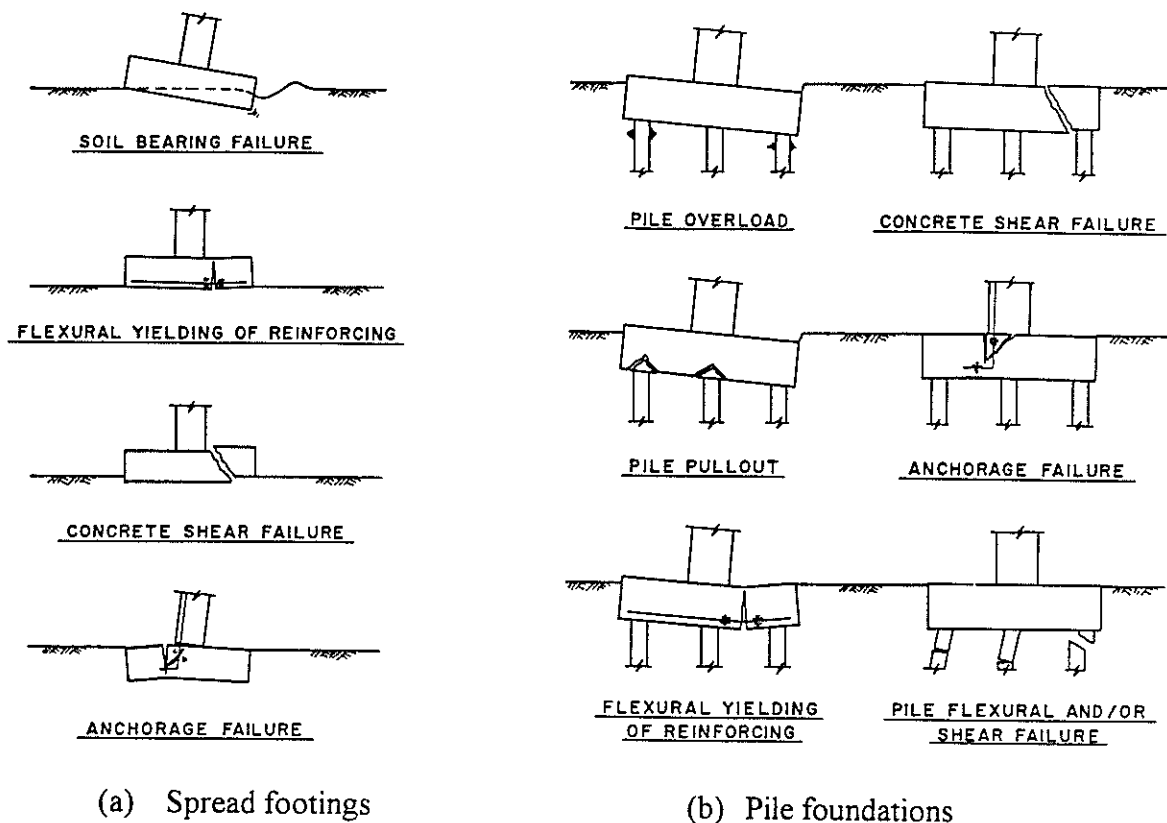 SOIL BEARING FAILURE
FLEXURAL YIELDING OF REINFORCING
CONCRETE SHEAR FAILURE
ANCHORAGE FAILURE
(a) Spread footings
PILE OVERLOAD
CONCRETE SHEAR FAILURE
PILE PULLOUT
ANCHORAGE FAILURE
FLEXURAL YIELDING
OF REINFORCING
PILE FLEXURAL AND/OR
SHEAR FAILURE
(b) Pile foundations